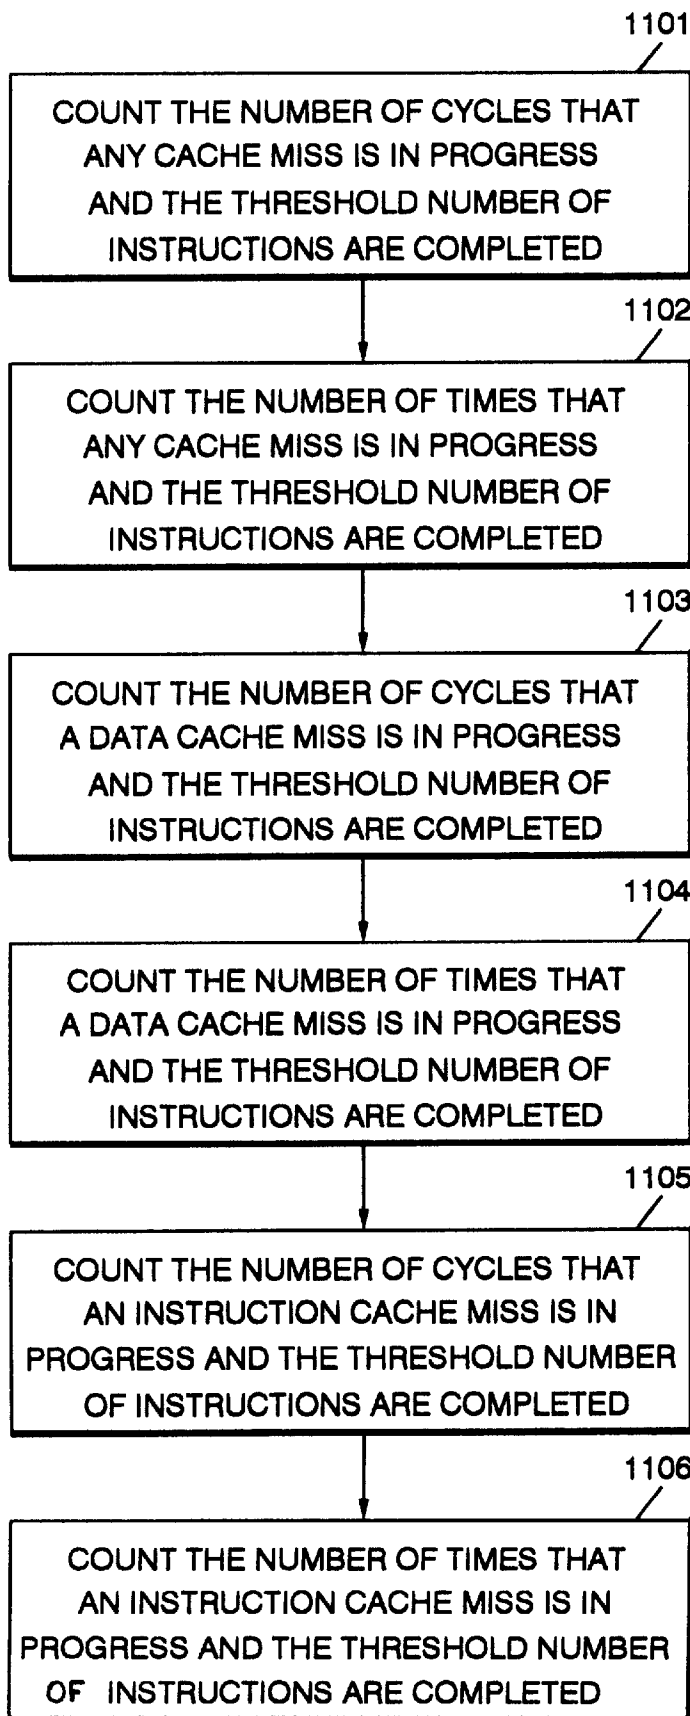 1101
COUNT THE NUMBER OF CYCLES THAT
ANY CACHE MISS IS IN PROGRESS
AND THE THRESHOLD NUMBER OF
INSTRUCTIONS ARE COMPLETED
1102
COUNT THE NUMBER OF TIMES THAT
ANY CACHE MISS IS IN PROGRESS
AND THE THRESHOLD NUMBER OF
INSTRUCTIONS ARE COMPLETED
1103
COUNT THE NUMBER OF CYCLES THAT
A DATA CACHE MISS IS IN PROGRESS
AND THE THRESHOLD NUMBER OF
INSTRUCTIONS ARE COMPLETED
1104
COUNT THE NUMBER OF TIMES THAT
A DATA CACHE MISS IS IN PROGRESS
AND THE THRESHOLD NUMBER OF
INSTRUCTIONS ARE COMPLETED
1105
COUNT THE NUMBER OF CYCLES THAT
AN INSTRUCTION CACHE MISS IS IN
PROGRESS AND THE THRESHOLD NUMBER
OF INSTRUCTIONS ARE COMPLETED
1106
COUNT THE NUMBER OF TIMES THAT
AN INSTRUCTION CACHE MISS IS IN
PROGRESS AND THE THRESHOLD NUMBER
OF INSTRUCTIONS ARE COMPLETED